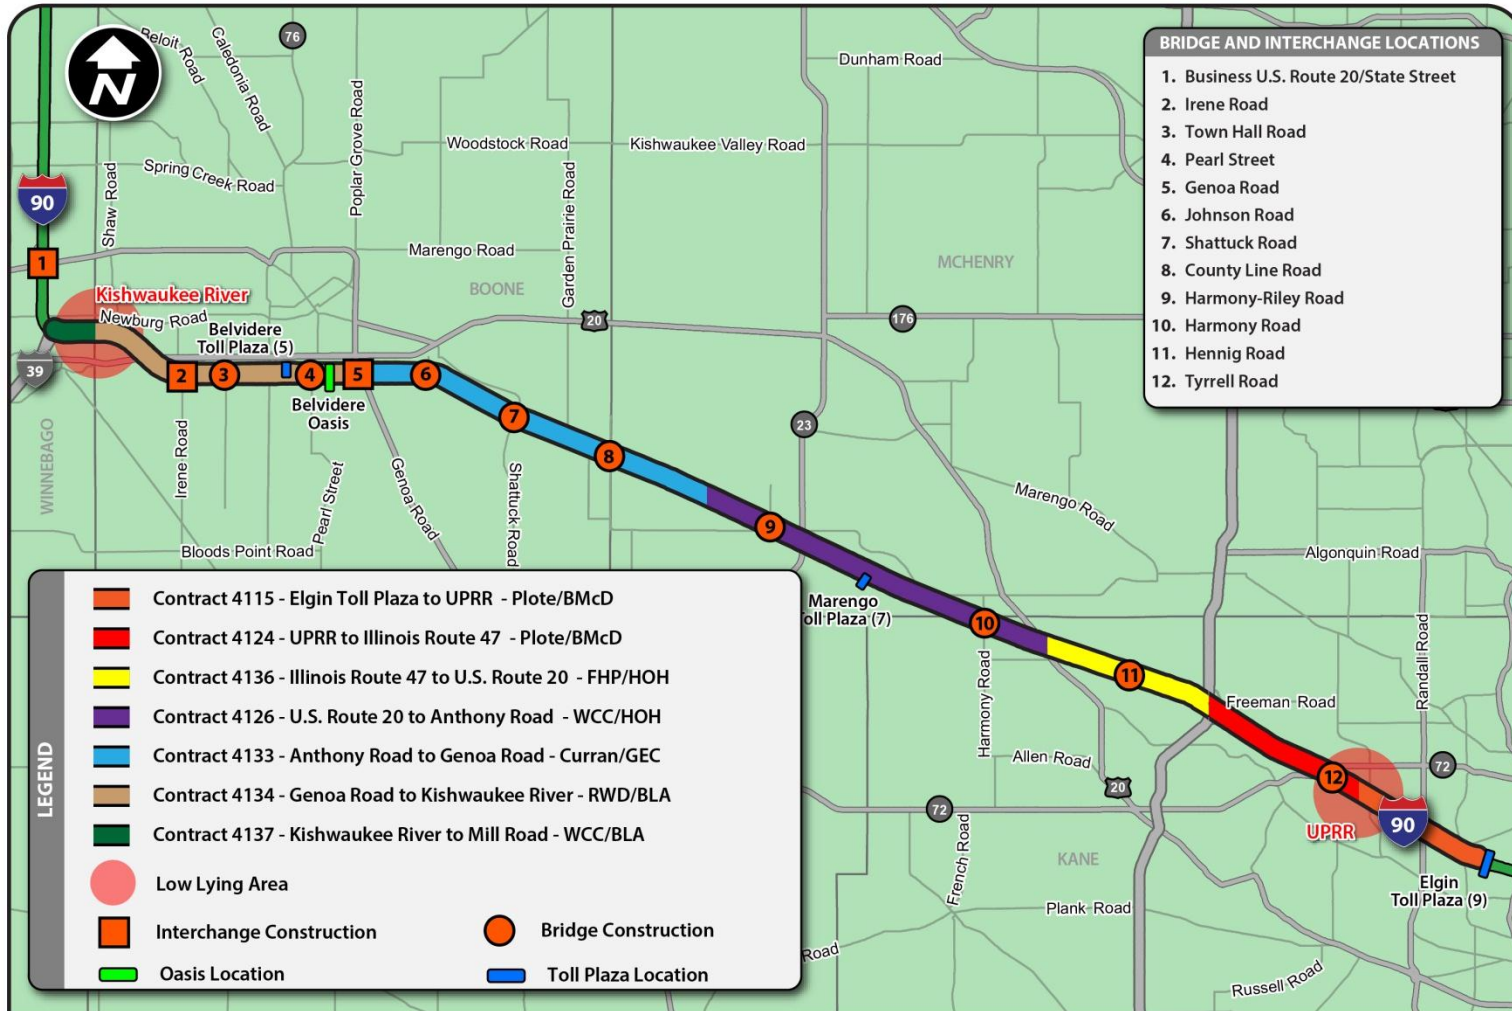 BRIDGE AND INTERCHANGE LOCATIONS
1. Business U.S. Route 20/State Street
2. Irene Road
3. Town Hall Road
4. Pearl Street
5. Genoa Road
6. Johnson Road
7. Shattuck Road
8. County Line Road
9. Harmony-Riley Road
10. Harmony Road
11. Hennig Road
12. Tyrrell Road
N
Beloit Road
Caledonia Road
76
Poplar Grove Road
Dunham Road
Woodstock Road
Kishwaukee Valley Road
Spring Creek Road
Shaw Road
90
Garden Prairie Road
Marengo Road
MCHENRY
BOONE
1
Kishwaukee River
Newburg Road
20
176
Belvidere
Toll Plaza (5)
39
2
3
4
5
6
Belvidere
Oasis
7
23
8
WINNEBAGO
Irene Road
Pearl Street
Genoa Road
Shattuck Road
Marengo Road
9
Bloods Point Road
Algonquin Road
Marengo
Toll Plaza (7)
10
Harmony Road
11
Randall Road
Freeman Road
Allen Road
20
12
72
72
UPRR
90
French Road
KANE
Elgin
Toll Plaza (9)
Plank Road
Road
Russell Road
LEGEND
Contract 4115 - Elgin Toll Plaza to UPRR - Plote/BMcD
Contract 4124 - UPRR to Illinois Route 47 - Plote/BMcD
Contract 4136 - Illinois Route 47 to U.S. Route 20 - FHP/HOH
Contract 4126 - U.S. Route 20 to Anthony Road - WCC/HOH
Contract 4133 - Anthony Road to Genoa Road - Curran/GEC
Contract 4134 - Genoa Road to Kishwaukee River - RWD/BLA
Contract 4137 - Kishwaukee River to Mill Road - WCC/BLA
Low Lying Area
Interchange Construction
Bridge Construction
Oasis Location
Toll Plaza Location